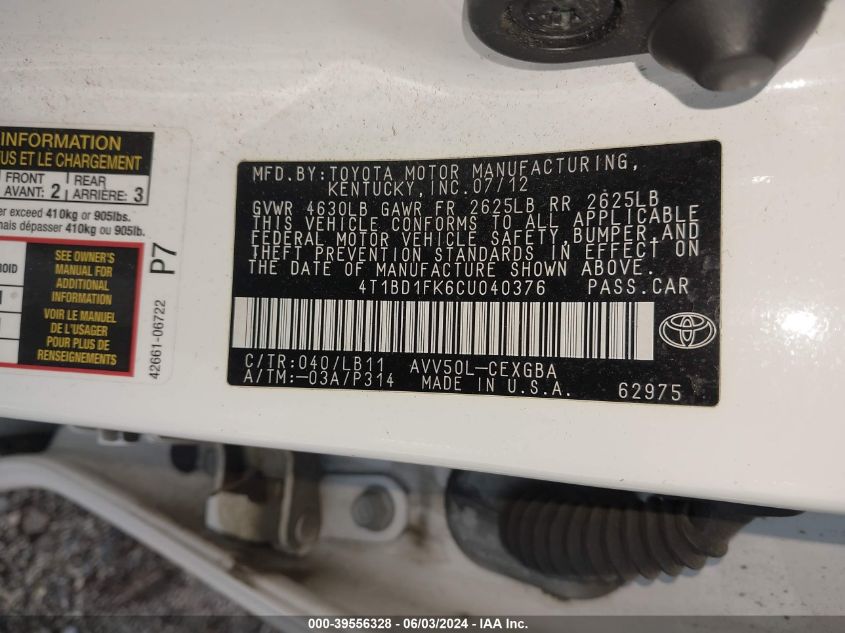 INFORMATION
US ET LE CHARGEMENT
FRONT
AVANT: 2
REAR
ARRIÈRE: 3
er exceed 410kg or 905lbs.
mais dépasser 410kg ou 905lb.
ROID
SEE OWNER'S
MANUAL FOR
ADDITIONAL
INFORMATION
VOIR LE MANUEL
DE L'USAGER
POUR PLUS DE
RENSEIGNEMENTS
P7
42661-06722
MFD.BY:TOYOTA MOTOR MANUFACTURING,
KENTUCKY, INC.07/12
GVWR 4630LB GAWR FR 2625LB RR 2625LB
THIS VEHICLE CONFORMS TO ALL APPLICABLE
FEDERAL MOTOR VEHICLE SAFETY,BUMPER,AND
THEFT PREVENTION STANDARDS IN EFFECT ON
THE DATE OF MANUFACTURE SHOWN ABOVE.
4T1BD1FK6CU040376 PASS.CAR
C/TR:040/LB11 AVV50L-CEXGBA
A/TM:-03A/P314 MADE IN U.S.A.
62975
000-39556328 - 06/03/2024 - IAA Inc.